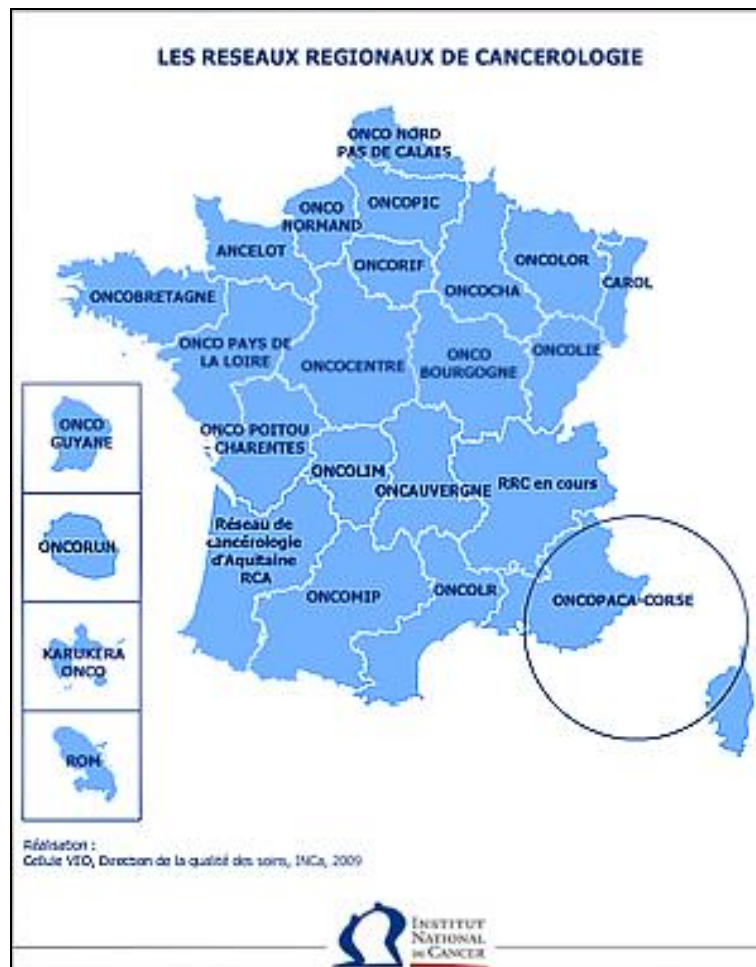 LES RESEAUX REGIONAUX DE CANCEROLOGIE
ONCO NORD
PAS DE CALAIS
ONCOPIC
ONCO
NORMAND
ANCELOT
ONCORIF
ONCOCHA
ONCOLOR
CAROL
ONCOBRETAGNE
ONCO PAYS DE
LA LOIRE
ONCOCENTRE
ONCO
BOURGOGNE
ONCOLIE
ONCO
GUYANE
ONCO POITOU
- CHARENTES
ONCOLIM
ONCAUVERGNE
RRC en cours
ONCORUN
Réseau de
cancérologie
d'Aquitaine
RCA
ONCOMIP
ONCOLR
ONCOPACA-CORSE
KARUKERA
ONCO
ROM
Réalisation :
Cellule VIO, Direction de la qualité des soins, INCa, 2009
INSTITUT
NATIONAL
DU CANCER